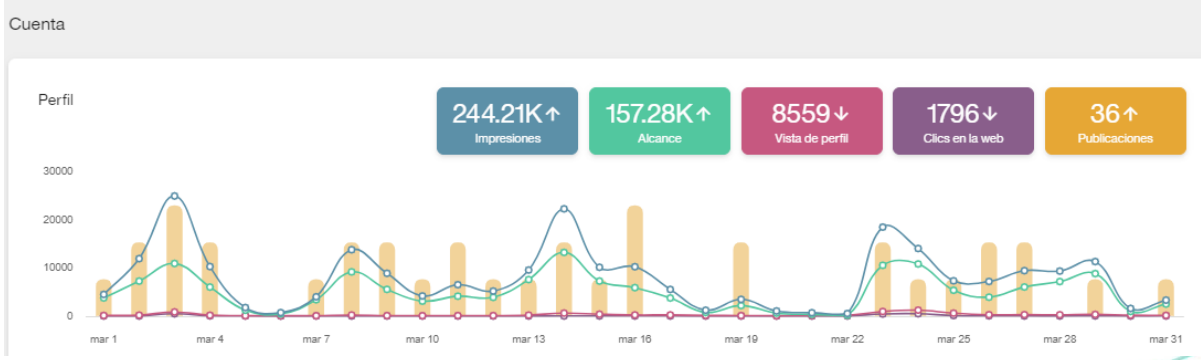 Cuenta
Perfil
244.21K↑
Impresiones
157.28K↑
Alcance
8559↓
Vista de perfil
1796↓
Clics en la web
36↑
Publicaciones
30000
20000
10000
0
mar 1 mar 4 mar 7 mar 10 mar 13 mar 16 mar 19 mar 22 mar 25 mar 28 mar 31